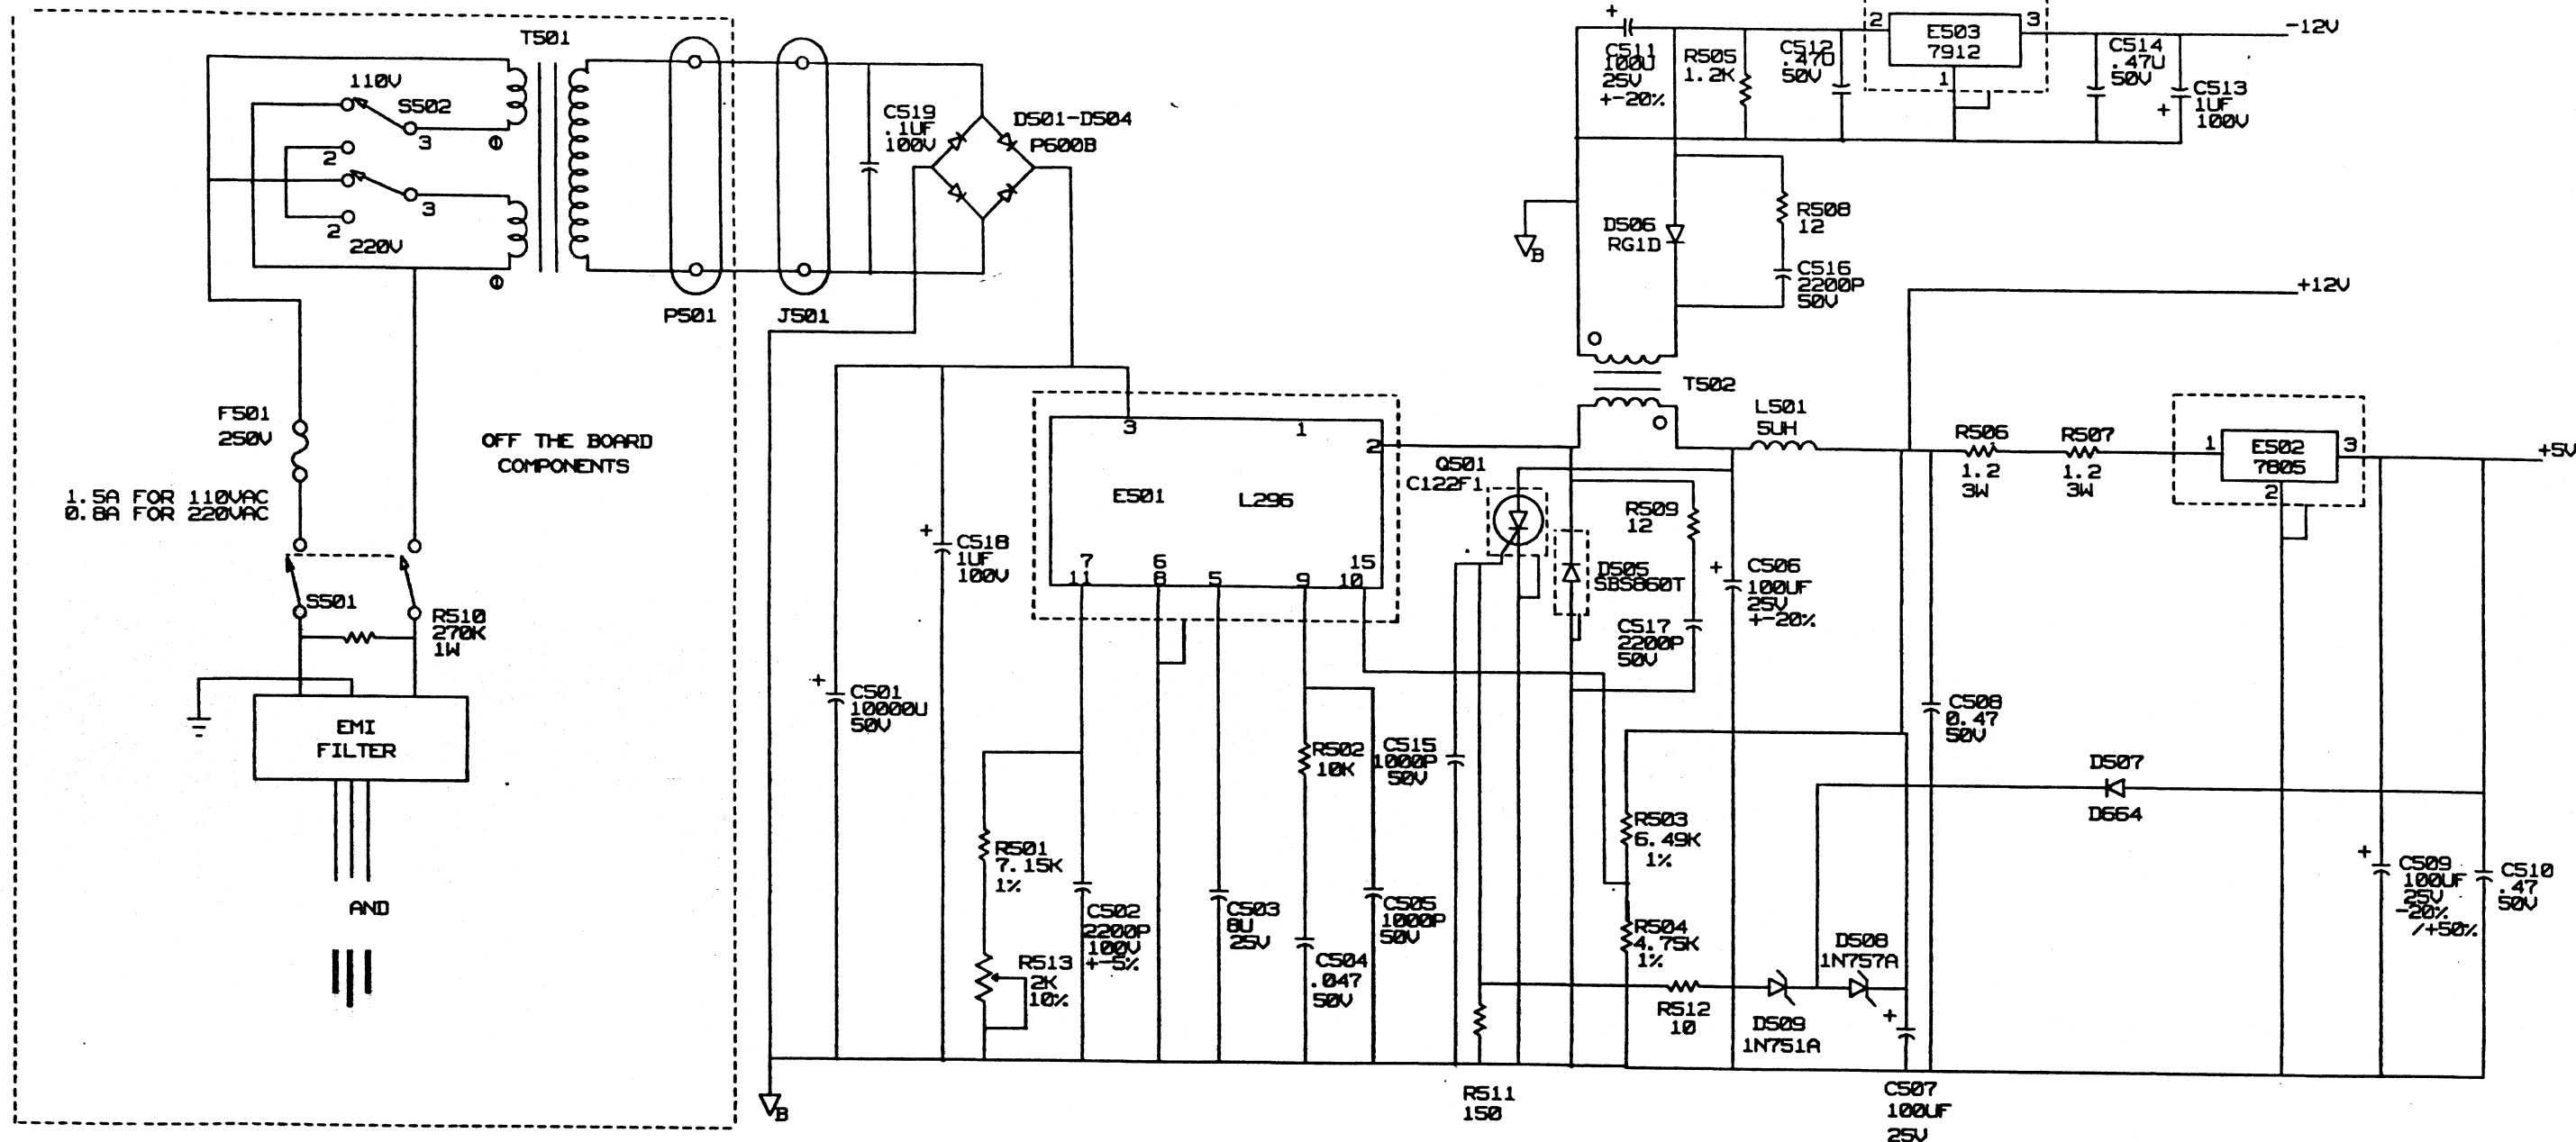 T501
110V
S502
3
2
3
2
220V
P501
J501
C519
.1UF
100V
D501-D504
P600B
F501
250V
1.5A FOR 110VAC
0.8A FOR 220VAC
OFF THE BOARD
COMPONENTS
S501
R510
270K
1W
EMI
FILTER
AND
B
C501
10000U
50V
C518
1UF
100V
3
1
2
E501
L296
7
11
6
8
5
9
15
10
R501
7.15K
1%
R513
2K
10%
C502
2200P
100V
+-5%
C503
8U
25V
R502
10K
C504
.047
50V
C505
1000P
50V
C515
1000P
50V
Q501
C122F1
R511
150
D505
SBS860T
R509
12
C517
2200P
50V
C506
100UF
25V
+-20%
T502
L501
5UH
+
C511
100U
25V
+-20%
R505
1.2K
C512
.47U
50V
2
E503
7912
3
1
C514
.47U
50V
C513
1UF
100V
-12V
B
D506
RG1D
R508
12
C516
2200P
50V
+12V
R506
1.2
3W
R507
1.2
3W
1
E502
7805
3
2
+5V
C508
0.47
50V
R503
6.49K
1%
R504
4.75K
1%
R512
10
D509
1N751A
D508
1N757A
D507
D664
C507
100UF
25V
C509
100UF
25V
-20%
/+50%
C510
.47
50V